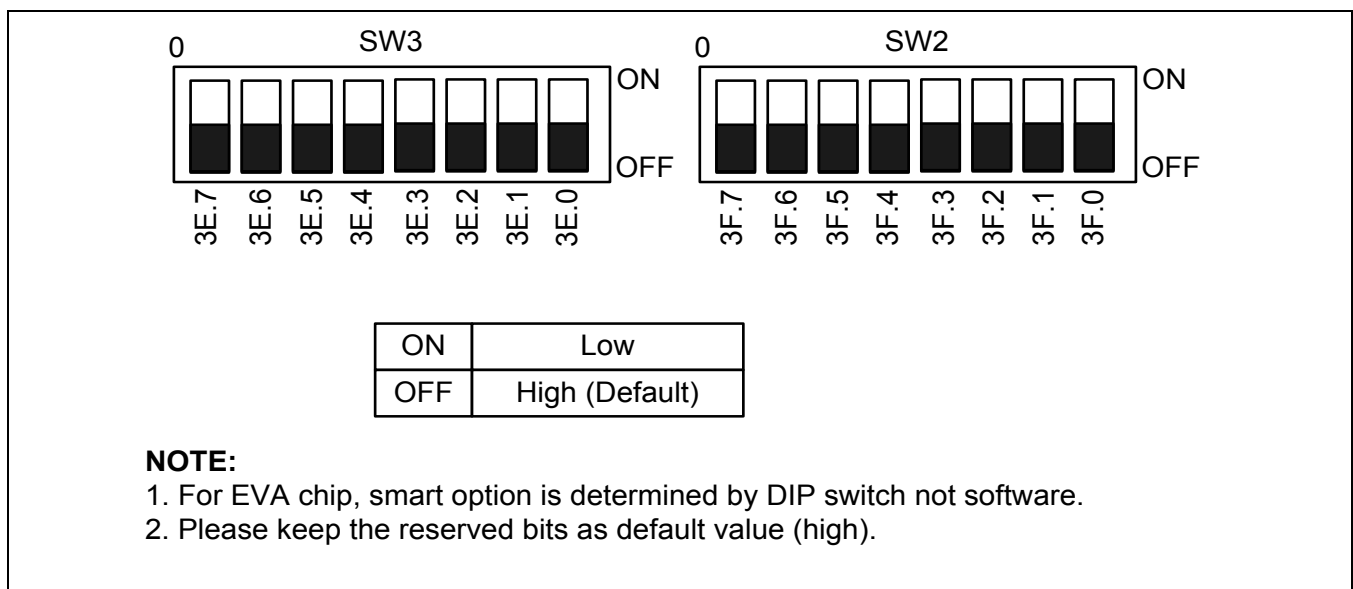 0 SW3 0 SW2
ON ON
OFF OFF
3E.7 3E.6 3E.5 3E.4 3E.3 3E.2 3E.1 3E.0 3F.7 3F.6 3F.5 3F.4 3F.3 3F.2 3F.1 3F.0
ON Low
OFF High (Default)
NOTE:
1. For EVA chip, smart option is determined by DIP switch not software.
2. Please keep the reserved bits as default value (high).